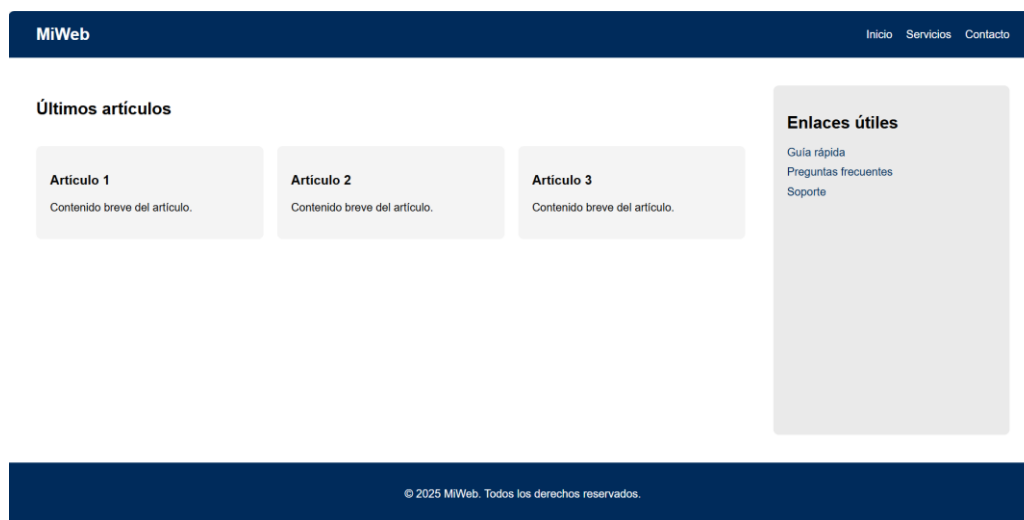 MiWeb
Inicio Servicios Contacto
Últimos artículos
Artículo 1
Contenido breve del artículo.
Artículo 2
Contenido breve del artículo.
Artículo 3
Contenido breve del artículo.
Enlaces útiles
Guía rápida
Preguntas frecuentes
Soporte
© 2025 MiWeb. Todos los derechos reservados.